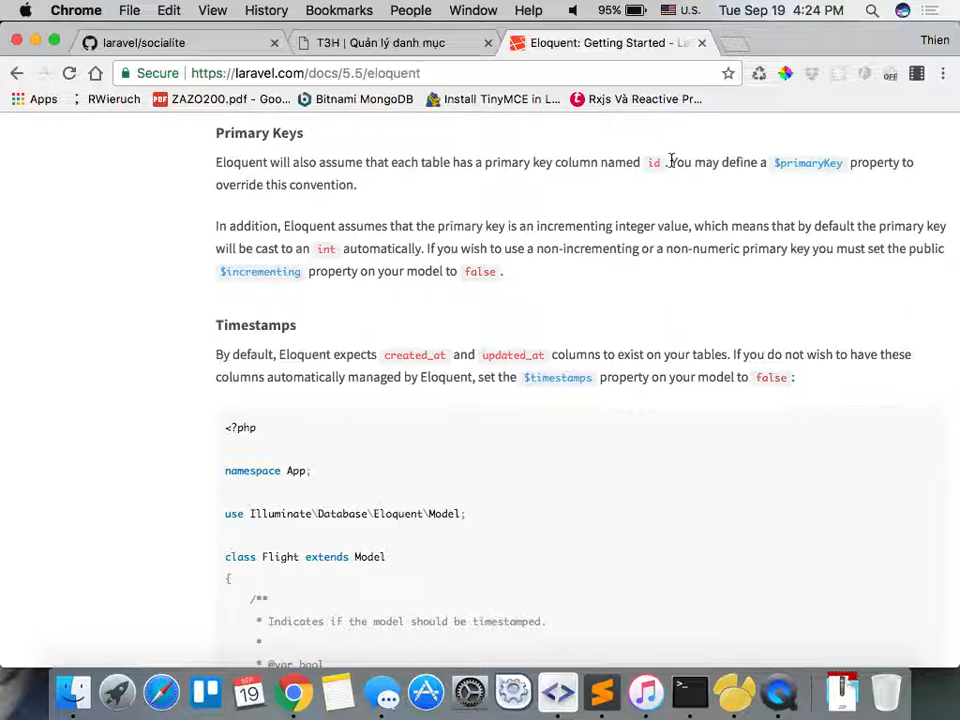 Chrome File Edit View History Bookmarks People Window Help 95% U.S. Tue Sep 19 4:24 PM
laravel/socialite
T3H | Quản lý danh mục
Eloquent: Getting Started - La
Thien
Secure https://laravel.com/docs/5.5/eloquent
Apps RWieruch ZAZO200.pdf - Goo... Bitnami MongoDB Install TinyMCE in L... Rxjs Và Reactive Pr...
Primary Keys
Eloquent will also assume that each table has a primary key column named id . You may define a $primaryKey property to
override this convention.
In addition, Eloquent assumes that the primary key is an incrementing integer value, which means that by default the primary key
will be cast to an int automatically. If you wish to use a non-incrementing or a non-numeric primary key you must set the public
$incrementing property on your model to false .
Timestamps
By default, Eloquent expects created_at and updated_at columns to exist on your tables. If you do not wish to have these
columns automatically managed by Eloquent, set the $timestamps property on your model to false :
<?php
namespace App;
use Illuminate\Database\Eloquent\Model;
class Flight extends Model
{
/**
* Indicates if the model should be timestamped.
*
* @var bool
SEP
19
ZIP